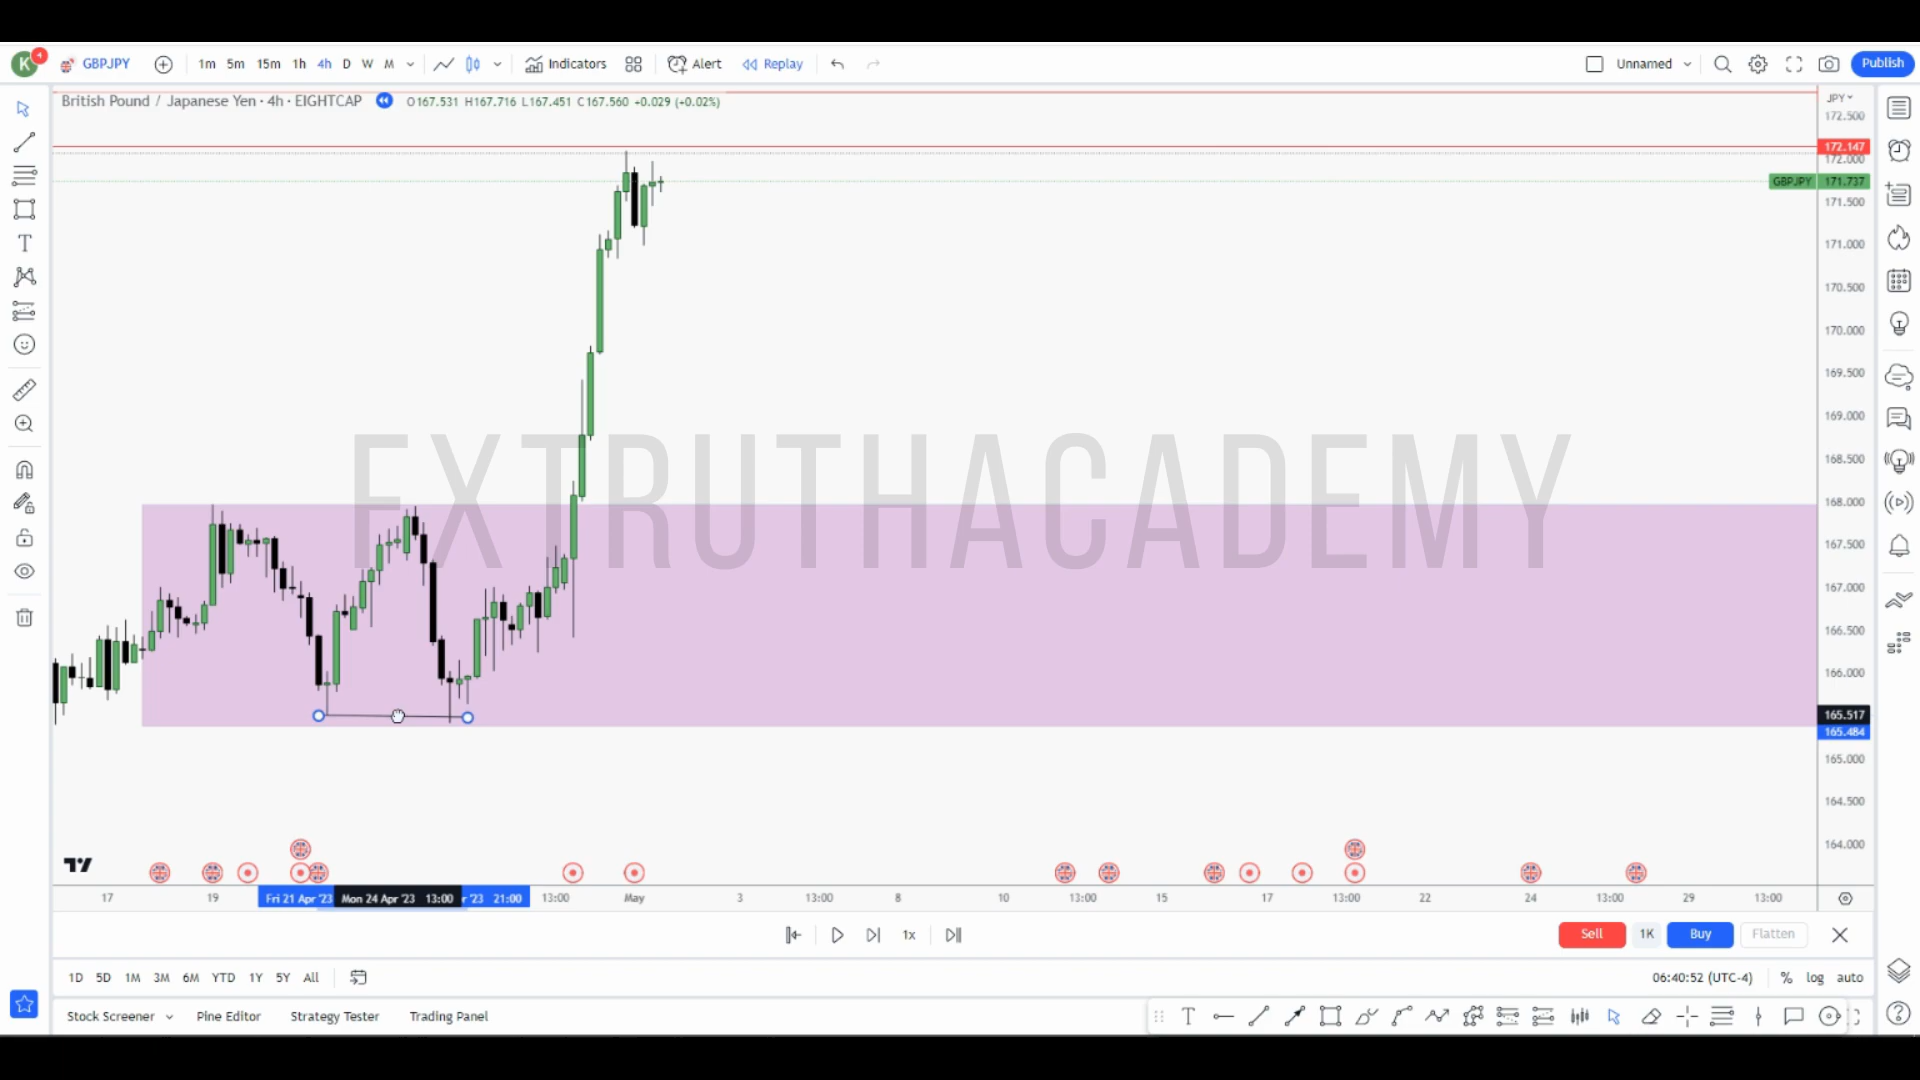 K 4 GBPJPY 1m 5m 15m 1h 4h D W M Indicators Alert Replay Unnamed Publish
British Pound / Japanese Yen · 4h · EIGHTCAP O167.531 H167.716 L167.451 C167.560 +0.029 (+0.02%) JPY
172.500
172.147
172.000
GBPJPY 171.737
171.500
171.000
170.500
170.000
169.500
169.000
168.500
FXTRUTHACADEMY
168.000
167.500
167.000
166.500
166.000
165.517
165.484
165.000
164.500
164.000
17 19 Fri 21 Apr '23 Mon 24 Apr '23 13:00 r '23 21:00 13:00 May 3 13:00 8 10 13:00 15 17 13:00 22 24 13:00 29 13:00
1x Sell 1K Buy Flatten
1D 5D 1M 3M 6M YTD 1Y 5Y All 06:40:52 (UTC-4) % log auto
Stock Screener Pine Editor Strategy Tester Trading Panel